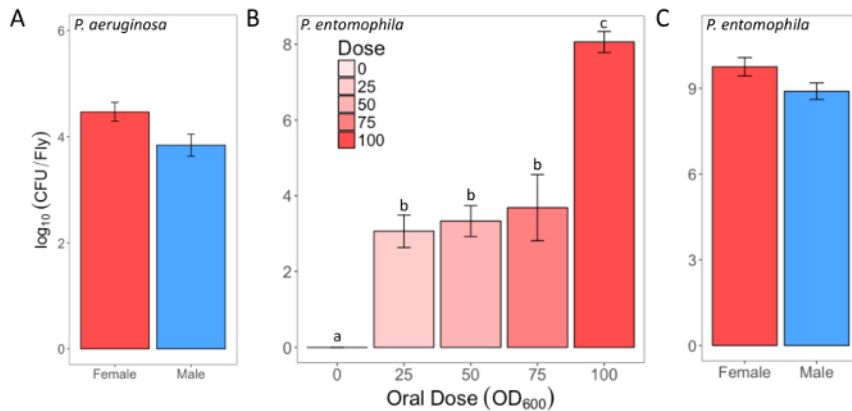 A
P. aeruginosa
log10 (CFU/Fly)
6
4
2
0
Female
Male
B
P. entomophila
8
6
4
2
0
Dose
0
25
50
75
100
a
b
b
b
c
0
25
50
75
100
Oral Dose (OD600)
C
P. entomophila
9
6
3
0
Female
Male